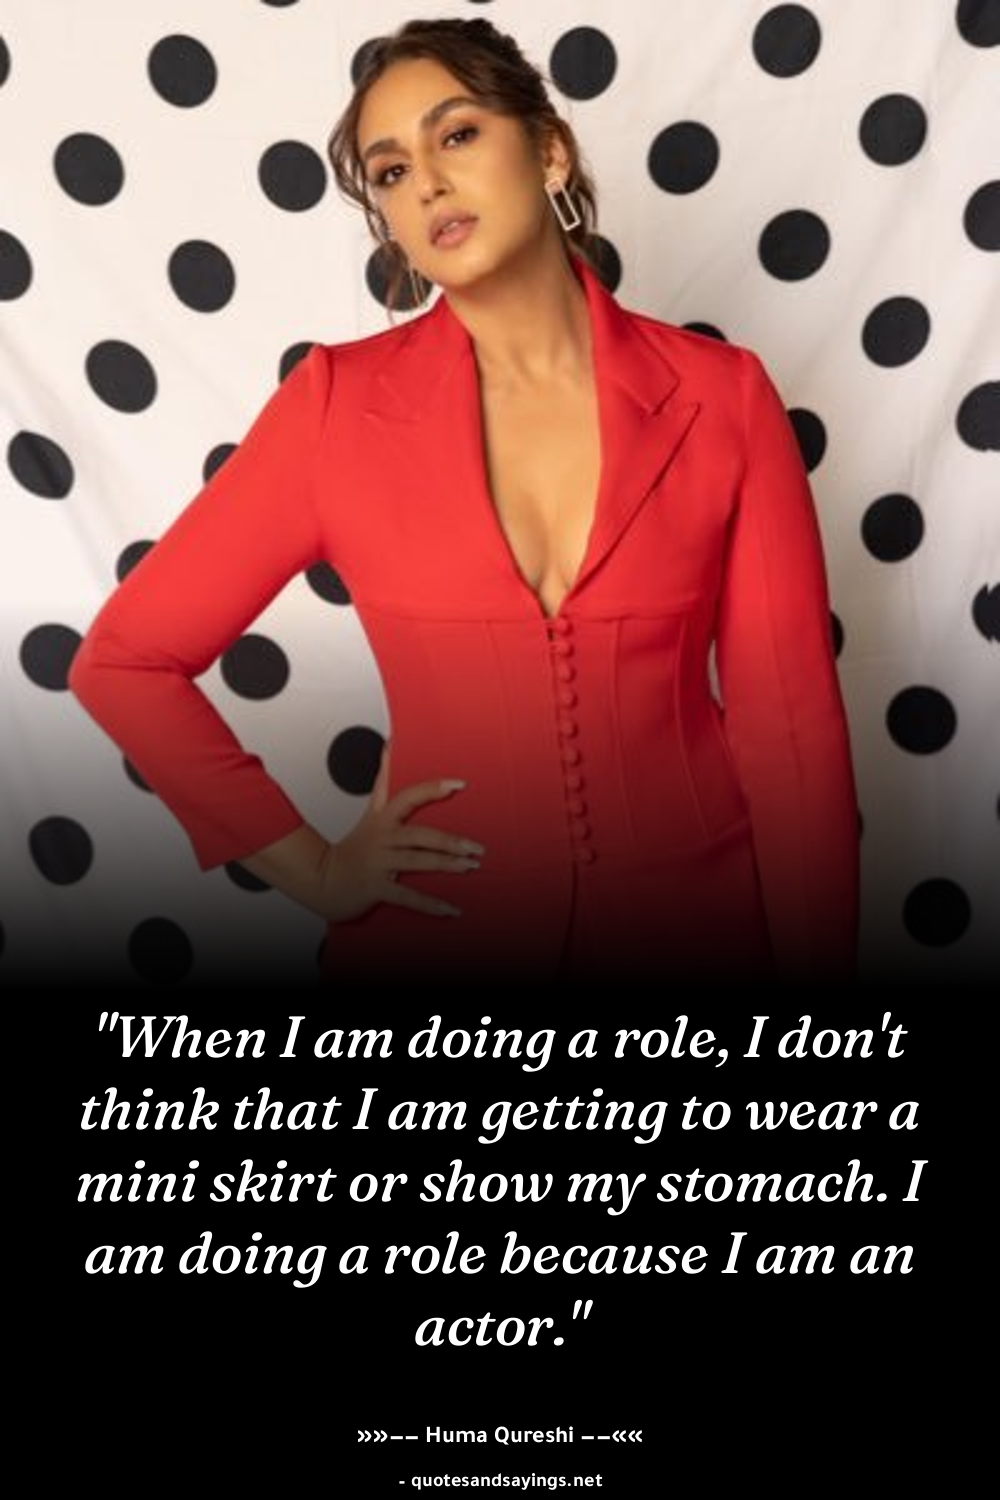 "When I am doing a role, I don't
think that I am getting to wear a
mini skirt or show my stomach. I
am doing a role because I am an
actor."
»»-– Huma Qureshi –-««
- quotesandsayings.net